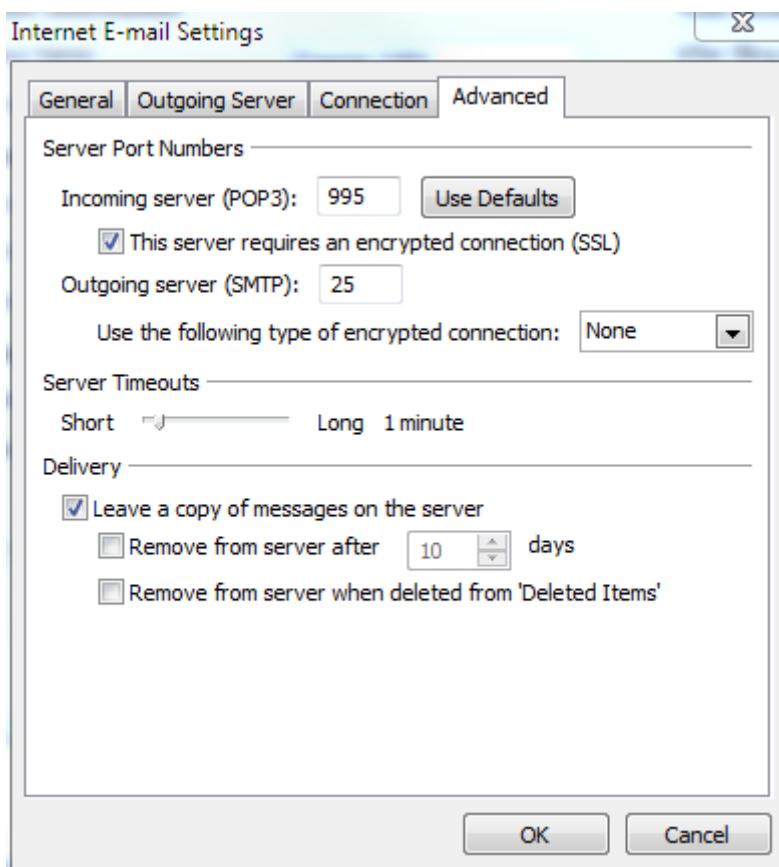 Internet E-mail Settings
General Outgoing Server Connection Advanced
Server Port Numbers
Incoming server (POP3): 995 Use Defaults
This server requires an encrypted connection (SSL)
Outgoing server (SMTP): 25
Use the following type of encrypted connection: None
Server Timeouts
Short Long 1 minute
Delivery
Leave a copy of messages on the server
Remove from server after 10 days
Remove from server when deleted from 'Deleted Items'
OK Cancel